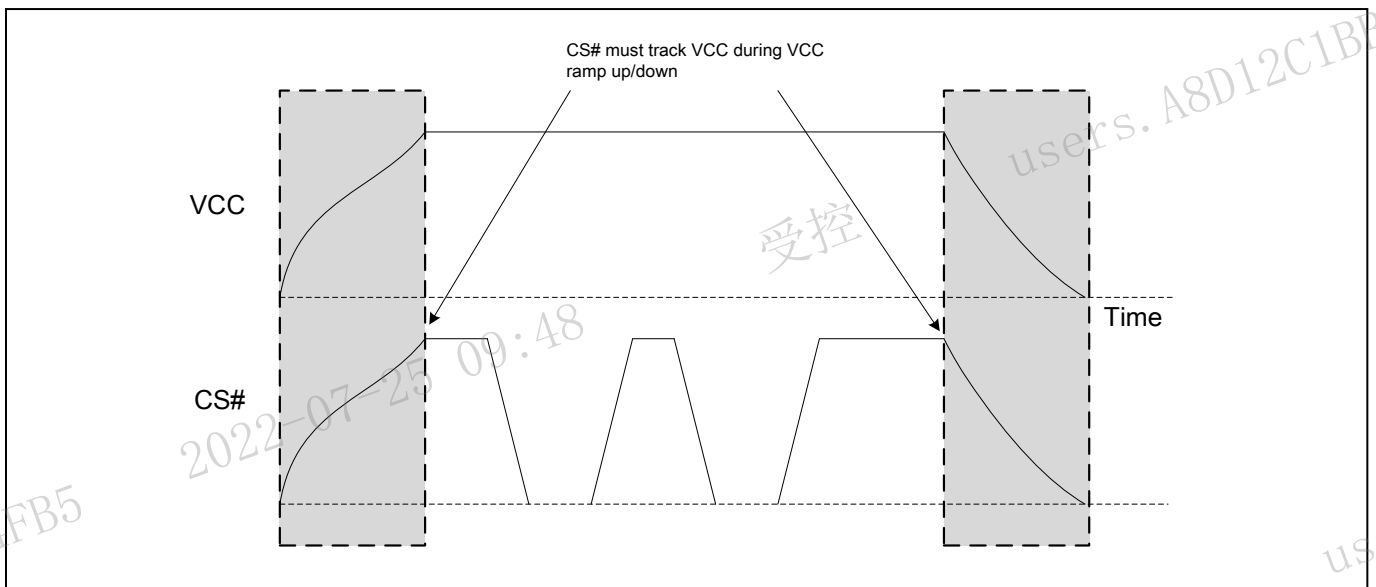 CS# must track VCC during VCC
ramp up/down
users.A8D12C1BB
VCC
受控
Time
2022-07-25 09:48
CS#
FB5
us